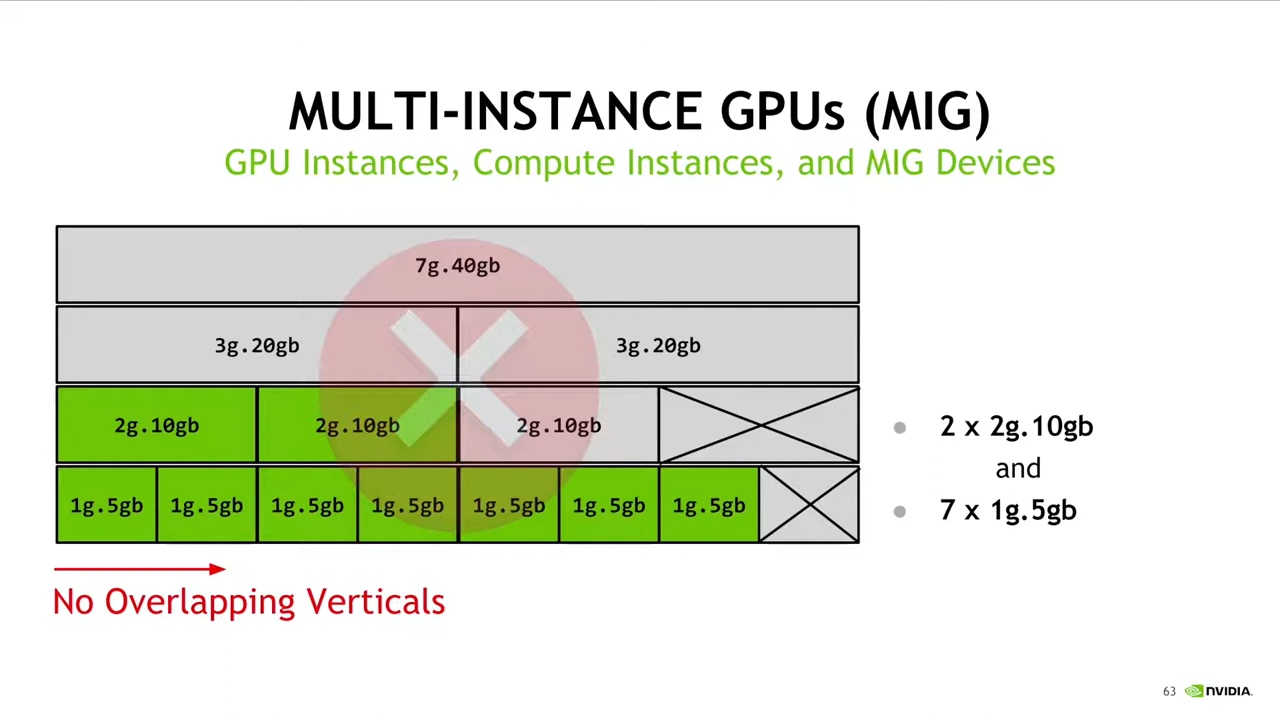 MULTI-INSTANCE GPUs (MIG)
GPU Instances, Compute Instances, and MIG Devices
7g.40gb
3g.20gb 3g.20gb
2g.10gb 2g.10gb 2g.10gb
1g.5gb 1g.5gb 1g.5gb 1g.5gb 1g.5gb 1g.5gb 1g.5gb
● 2 x 2g.10gb
and
● 7 x 1g.5gb
No Overlapping Verticals
63 NVIDIA.